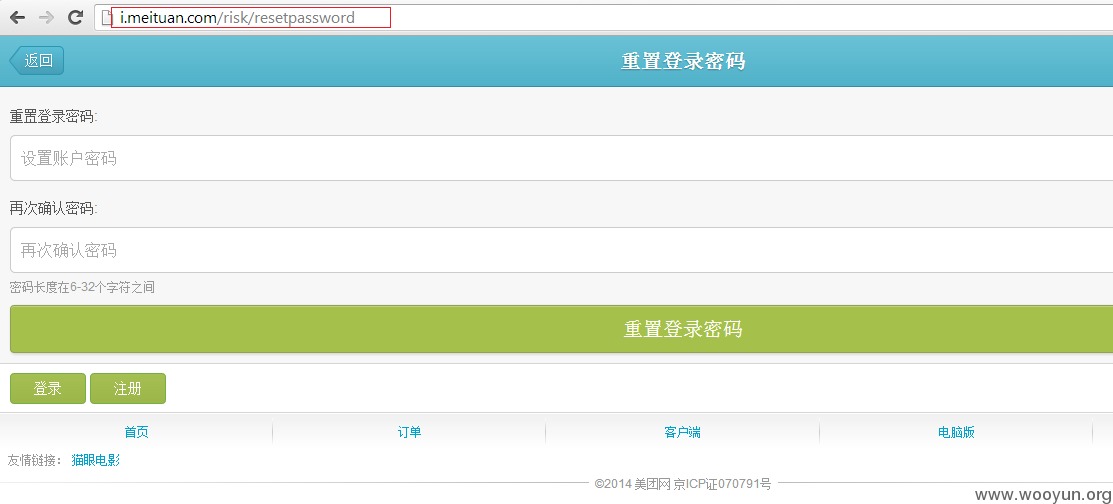 i.meituan.com/risk/resetpassword
返回
重置登录密码
重置登录密码:
设置账户密码
再次确认密码:
再次确认密码
密码长度在6-32个字符之间
重置登录密码
登录 注册
首页 订单 客户端 电脑版
友情链接： 猫眼电影
©2014 美团网 京ICP证070791号
www.wooyun.org